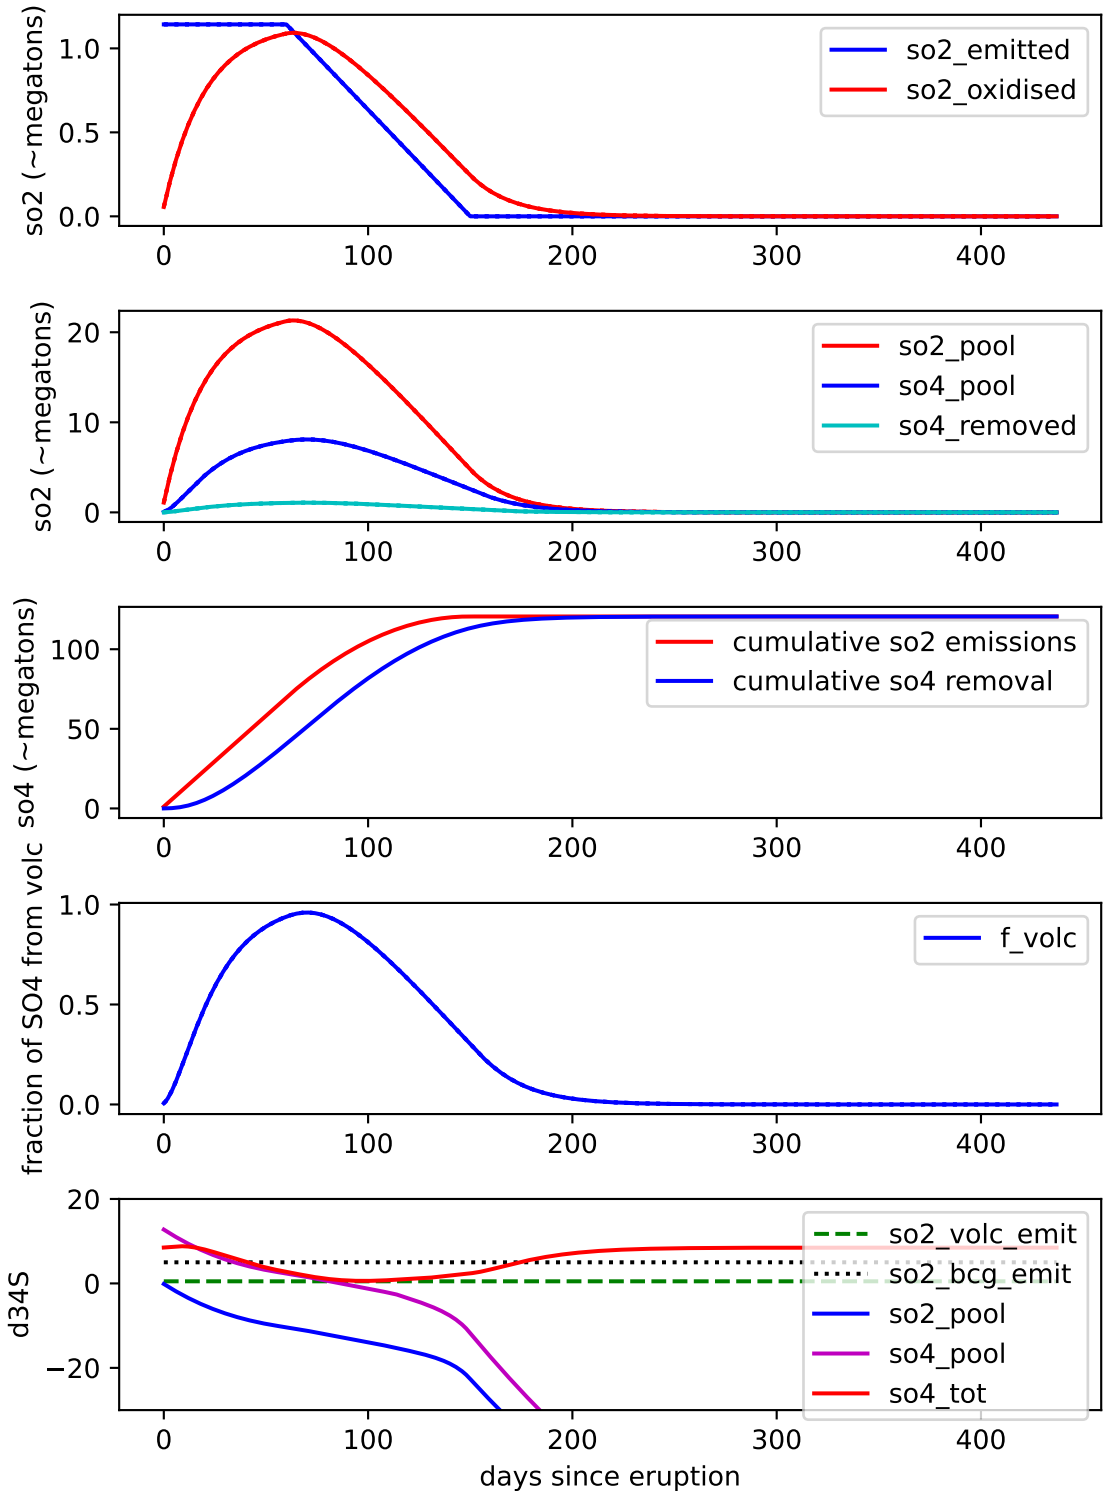 so2 (~megatons)
1.0
0.5
0.0
so2_emitted
so2_oxidised
0 100 200 300 400
so2 (~megatons)
20
10
0
so2_pool
so4_pool
so4_removed
0 100 200 300 400
so4 (~megatons)
100
50
0
cumulative so2 emissions
cumulative so4 removal
0 100 200 300 400
fraction of SO4 from volc
1.0
0.5
0.0
f_volc
0 100 200 300 400
d34S
20
0
−20
so2_volc_emit
so2_bcg_emit
so2_pool
so4_pool
so4_tot
0 100 200 300 400
days since eruption